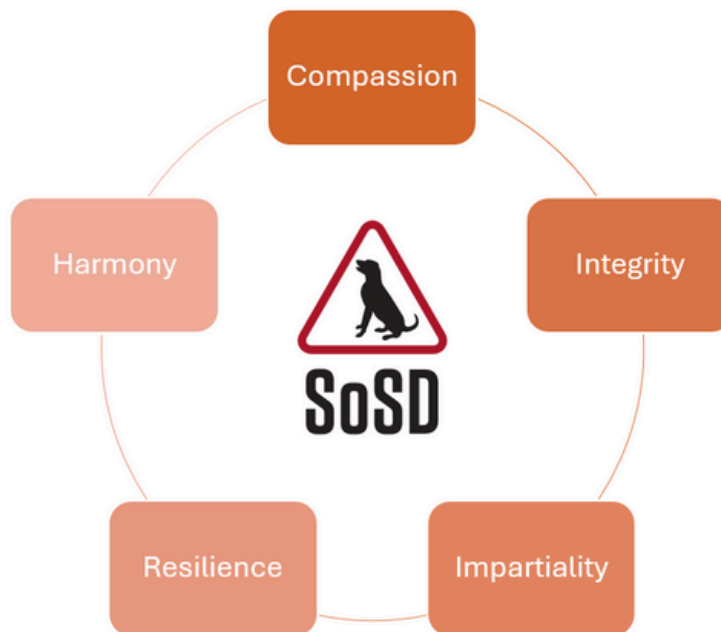 Compassion
Harmony
Integrity
SoSD
Resilience
Impartiality